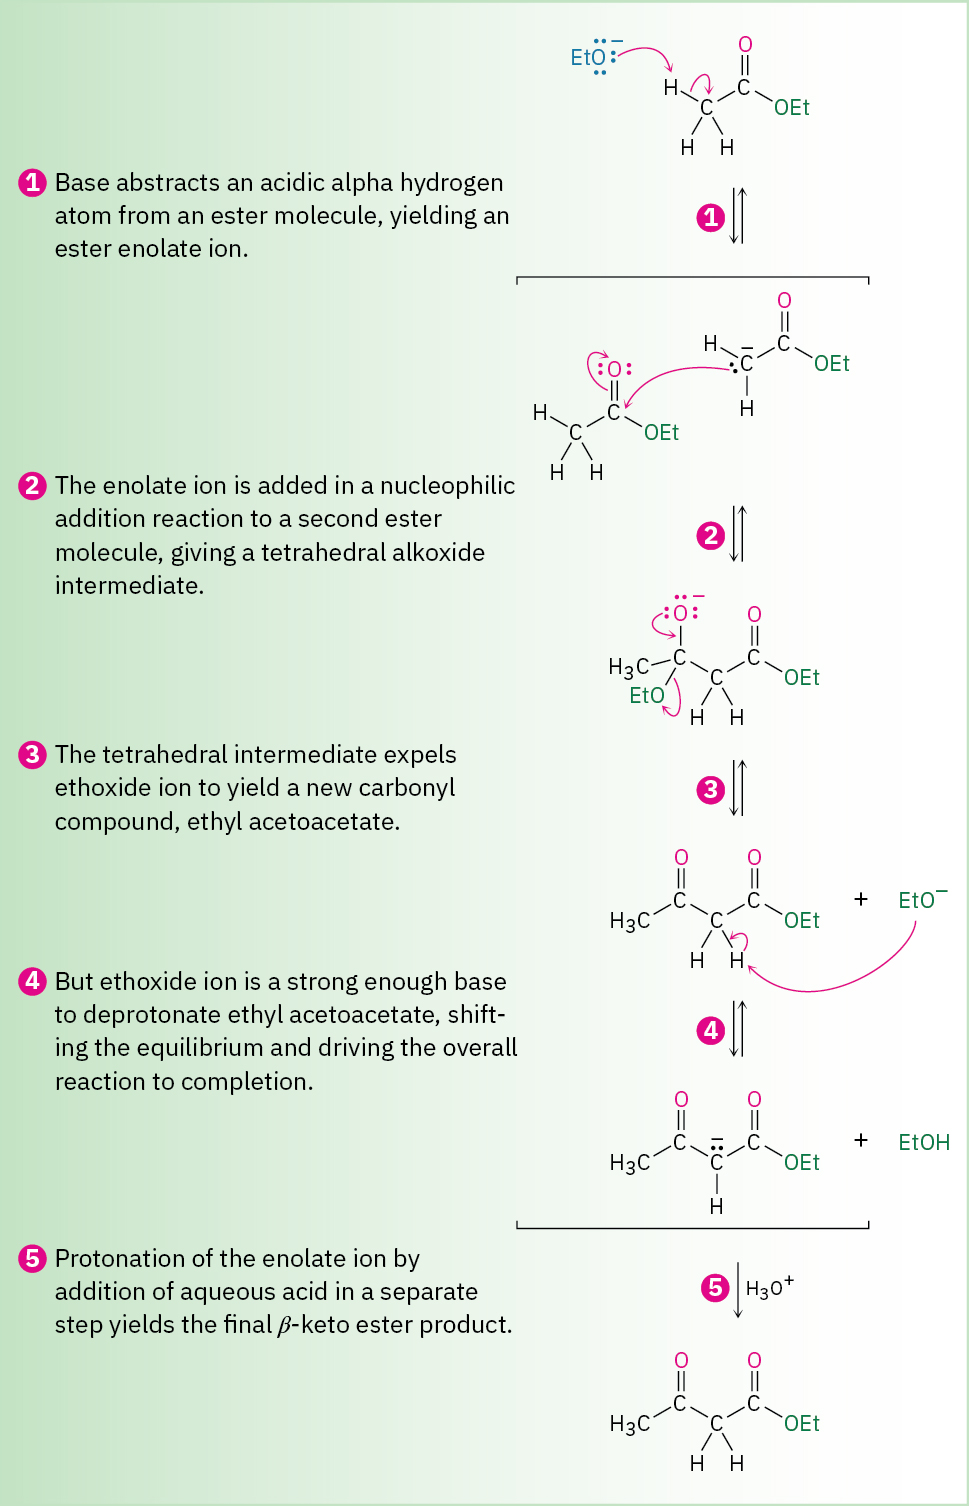 EtO:−
O
H
C
C
OEt
H H
1 Base abstracts an acidic alpha hydrogen
atom from an ester molecule, yielding an
ester enolate ion.
1
O
H
C
:C−
OEt
:O:
H
H
C
C
OEt
H H
2 The enolate ion is added in a nucleophilic
addition reaction to a second ester
molecule, giving a tetrahedral alkoxide
intermediate.
2
:O:− O
H3C C C
C OEt
EtO
H H
3 The tetrahedral intermediate expels
ethoxide ion to yield a new carbonyl
compound, ethyl acetoacetate.
3
O O
C C + EtO−
H3C C OEt
H H
4 But ethoxide ion is a strong enough base
to deprotonate ethyl acetoacetate, shift-
ing the equilibrium and driving the overall
reaction to completion.
4
O O
C C + EtOH
H3C C− OEt
H
5 Protonation of the enolate ion by
addition of aqueous acid in a separate
step yields the final β-keto ester product.
5 H3O+
O O
C C
H3C C OEt
H H